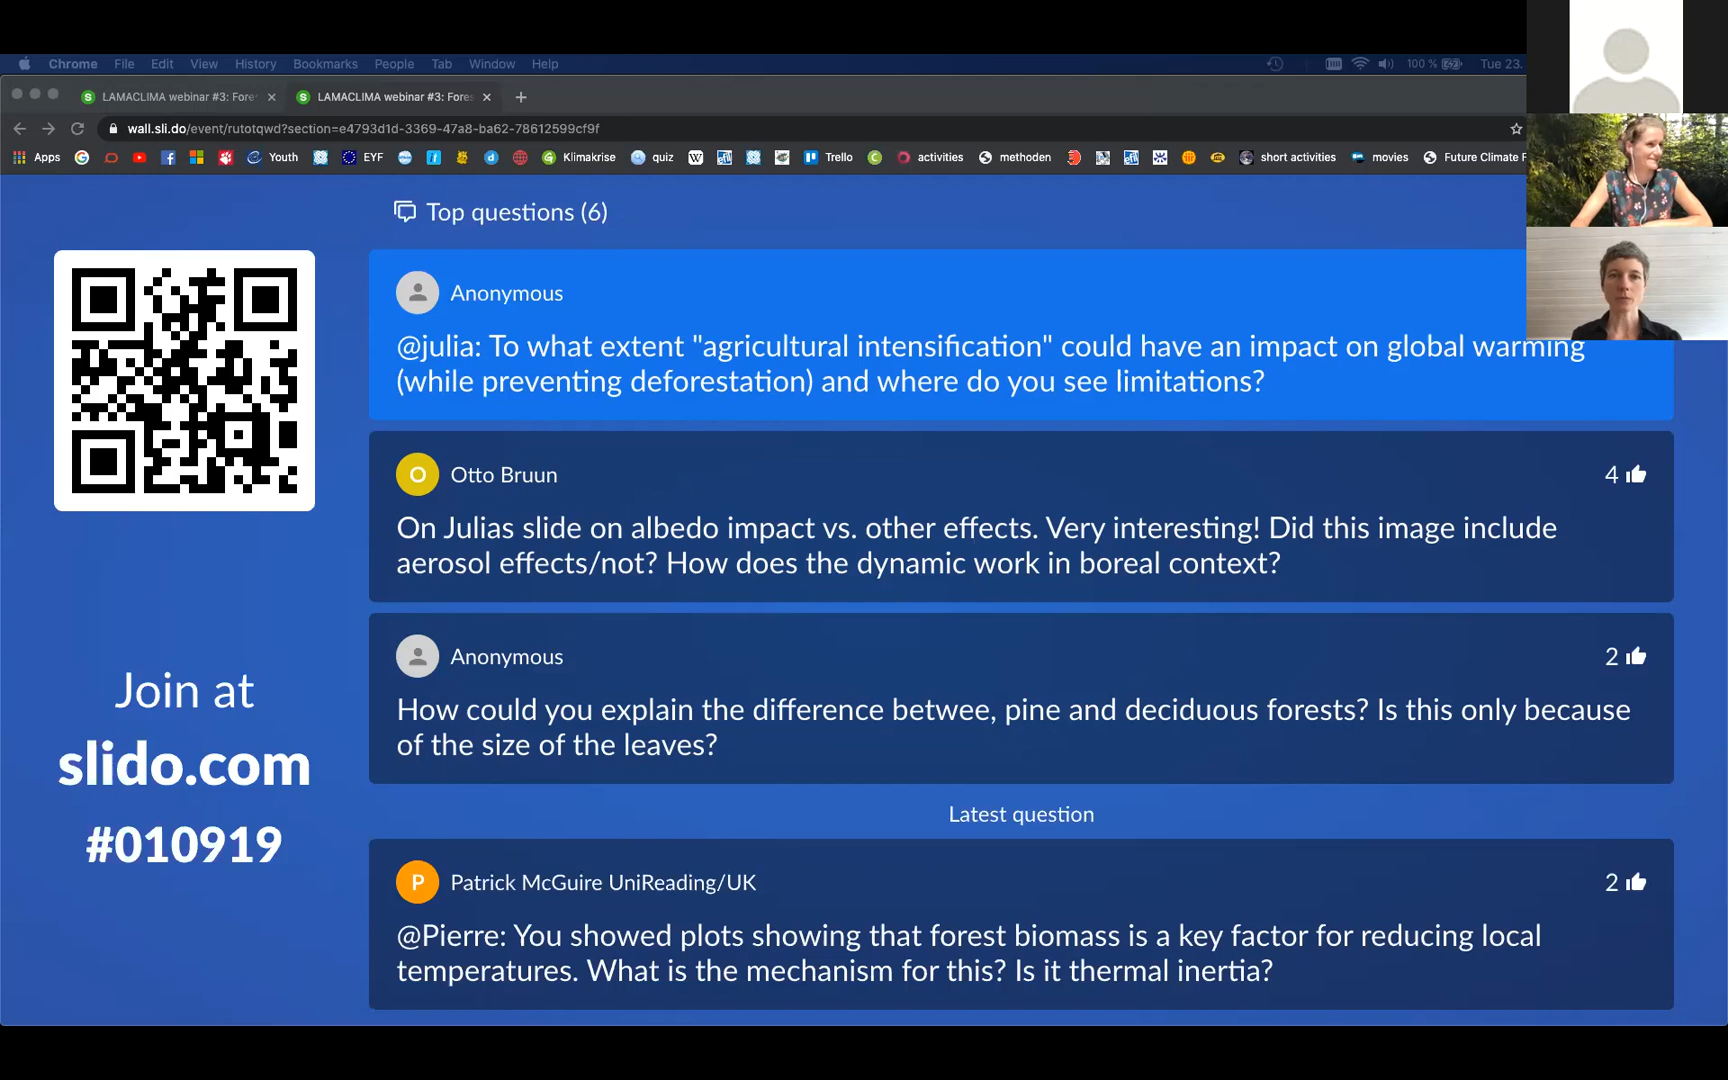 Chrome File Edit View History Bookmarks People Tab Window Help 100 % Tue 23.
LAMACLIMA webinar #3: Fore LAMACLIMA webinar #3: Fores
wall.sli.do/event/rutotqwd?section=e4793d1d-3369-47a8-ba62-78612599cf9f
Apps Youth EYF Klimakrise quiz Trello activities methoden short activities movies Future Climate F
Top questions (6)
Anonymous
@julia: To what extent "agricultural intensification" could have an impact on global warming
(while preventing deforestation) and where do you see limitations?
O Otto Bruun 4
On Julias slide on albedo impact vs. other effects. Very interesting! Did this image include
aerosol effects/not? How does the dynamic work in boreal context?
Anonymous 2
How could you explain the difference betwee, pine and deciduous forests? Is this only because
of the size of the leaves?
Latest question
P Patrick McGuire UniReading/UK 2
@Pierre: You showed plots showing that forest biomass is a key factor for reducing local
temperatures. What is the mechanism for this? Is it thermal inertia?
Join at
slido.com
#010919